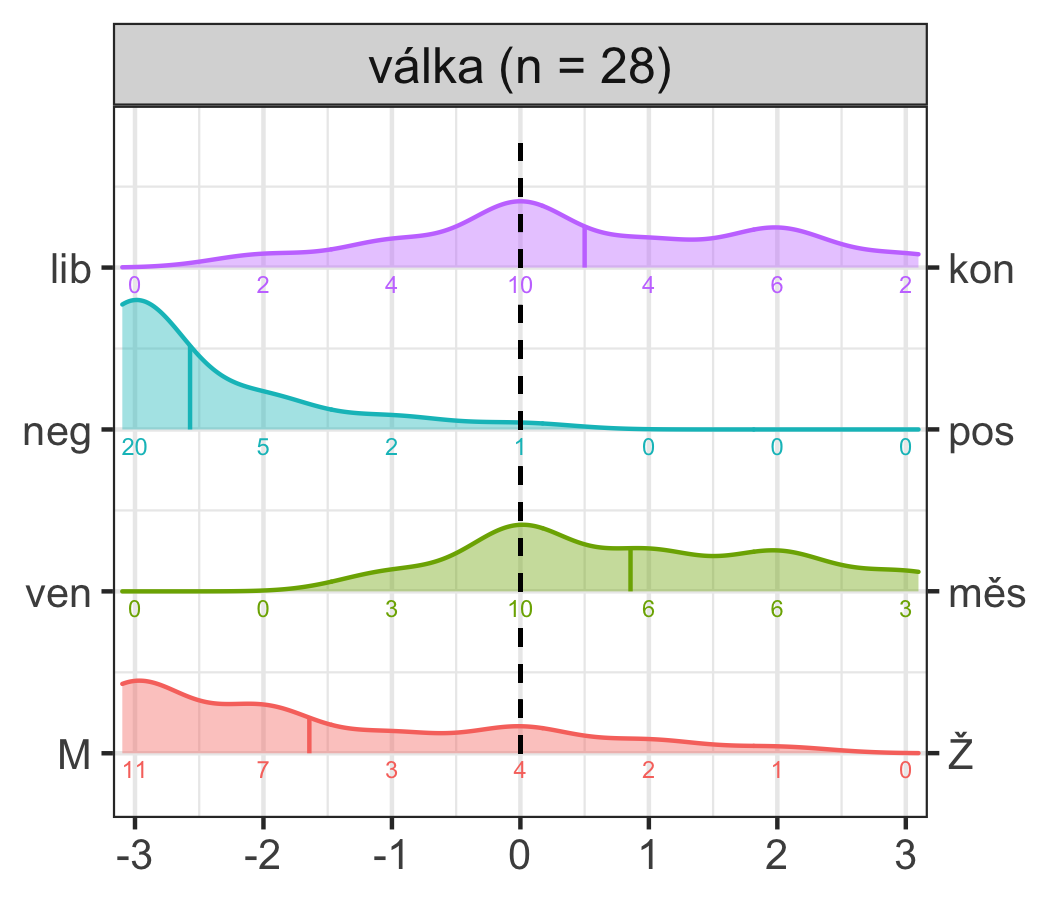 válka (n = 28)
lib kon
0 2 4 10 4 6 2
neg pos
20 5 2 1 0 0 0
ven měs
0 0 3 10 6 6 3
M Ž
11 7 3 4 2 1 0
-3 -2 -1 0 1 2 3